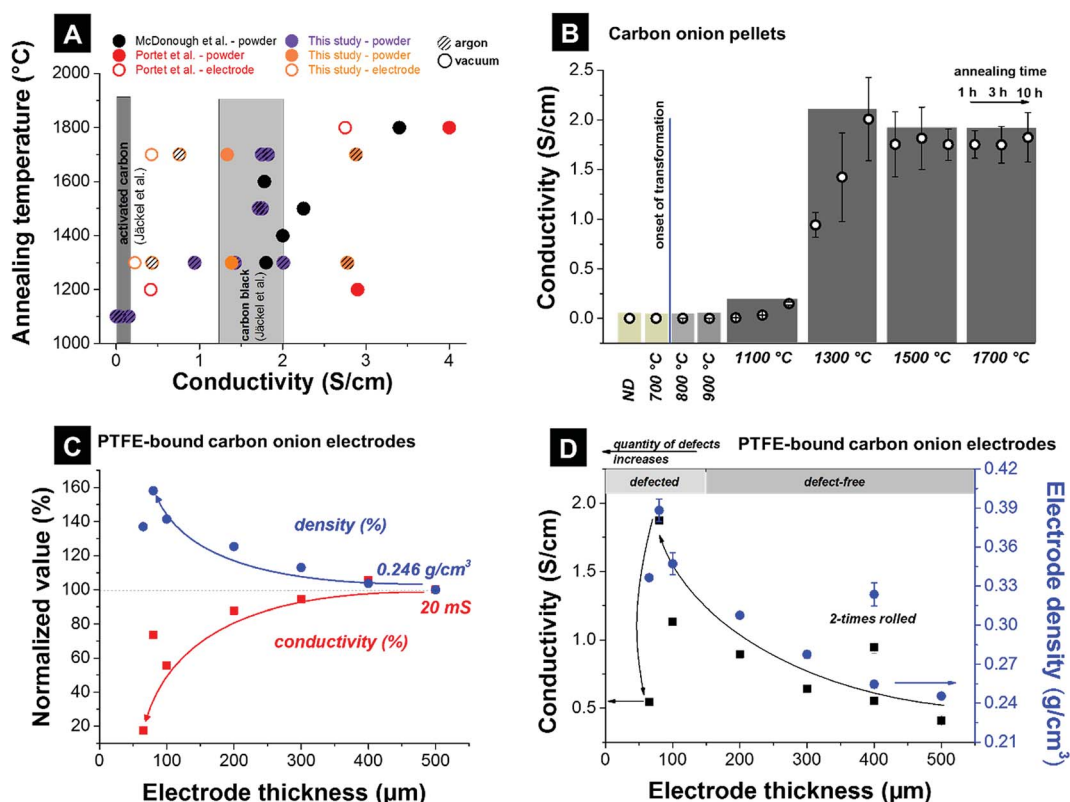 A
McDonough et al. - powder
Portet et al. - powder
Portet et al. - electrode
This study - powder
This study - powder
This study - electrode
argon
vacuum
Annealing temperature (°C)
2000
1800
1600
1400
1200
1000
activated carbon
(Jäckel et al.)
carbon black
(Jäckel et al.)
0
1
2
3
4
Conductivity (S/cm)
B
Carbon onion pellets
Conductivity (S/cm)
2.5
2.0
1.5
1.0
0.5
0.0
onset of transformation
annealing time
1 h 3 h 10 h
ND
700 °C
800 °C
900 °C
1100 °C
1300 °C
1500 °C
1700 °C
C
PTFE-bound carbon onion electrodes
Normalized value (%)
160
140
120
100
80
60
40
20
density (%)
0.246 g/cm³
20 mS
conductivity (%)
0
100
200
300
400
500
Electrode thickness (µm)
D
quantity of defects
increases
PTFE-bound carbon onion electrodes
defected
defect-free
Conductivity (S/cm)
2.0
1.5
1.0
0.5
2-times rolled
0.42
0.39
0.36
0.33
0.30
0.27
0.24
0.21
Electrode density (g/cm³)
0
100
200
300
400
500
Electrode thickness (µm)